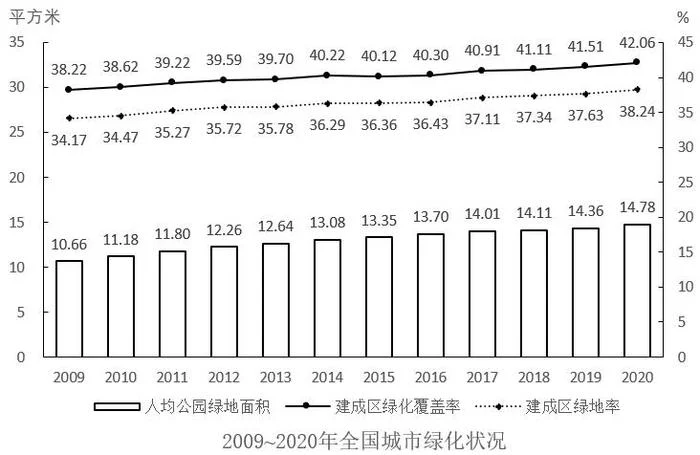 平方米 %
35 45
38.22 38.62 39.22 39.59 39.70 40.22 40.12 40.30 40.91 41.11 41.51 42.06
30 40
34.17 34.47 35.27 35.72 35.78 36.29 36.36 36.43 37.11 37.34 37.63 38.24
25 35
30
20 25
15 20
10.66 11.18 11.80 12.26 12.64 13.08 13.35 13.70 14.01 14.11 14.36 14.78
10 15
5 10
5
0 0
2009 2010 2011 2012 2013 2014 2015 2016 2017 2018 2019 2020
人均公园绿地面积 建成区绿化覆盖率 建成区绿地率
2009~2020年全国城市绿化状况